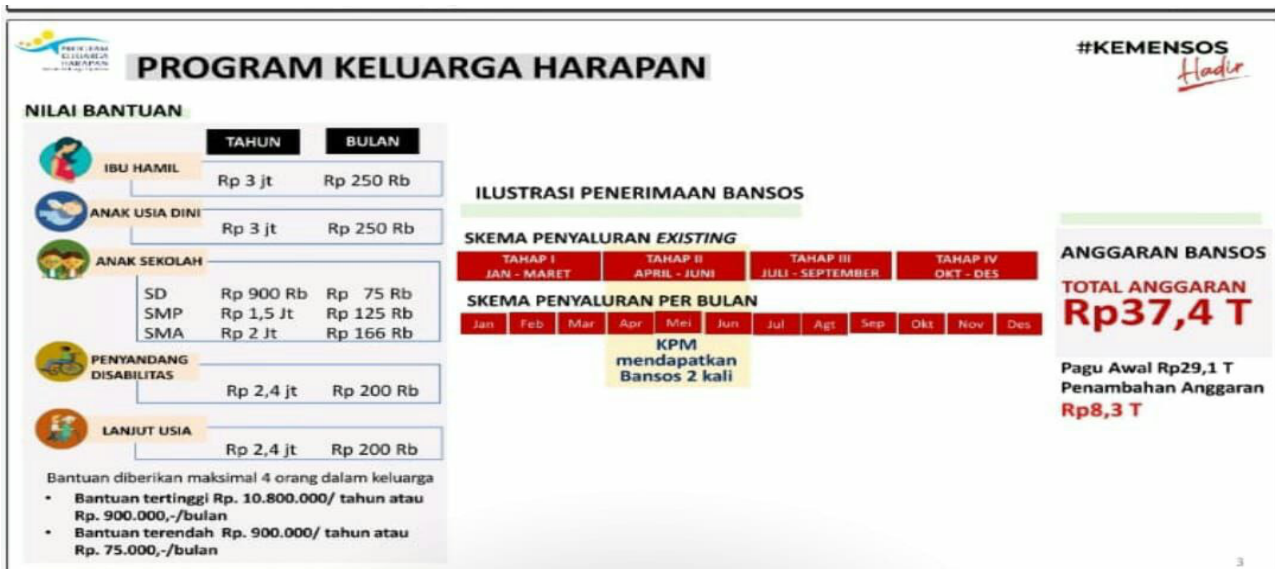 PROGRAM
KELUARGA
HARAPAN
PROGRAM KELUARGA HARAPAN
#KEMENSOS
Hadir
NILAI BANTUAN
TAHUN BULAN
IBU HAMIL
Rp 3 jt Rp 250 Rb
ANAK USIA DINI
Rp 3 jt Rp 250 Rb
ANAK SEKOLAH
SD Rp 900 Rb Rp 75 Rb
SMP Rp 1,5 Jt Rp 125 Rb
SMA Rp 2 Jt Rp 166 Rb
PENYANDANG
DISABILITAS
Rp 2,4 jt Rp 200 Rb
LANJUT USIA
Rp 2,4 jt Rp 200 Rb
Bantuan diberikan maksimal 4 orang dalam keluarga
• Bantuan tertinggi Rp. 10.800.000/ tahun atau
Rp. 900.000,-/bulan
• Bantuan terendah Rp. 900.000/ tahun atau
Rp. 75.000,-/bulan
ILUSTRASI PENERIMAAN BANSOS
SKEMA PENYALURAN EXISTING
TAHAP I TAHAP II TAHAP III TAHAP IV
JAN - MARET APRIL - JUNI JULI - SEPTEMBER OKT - DES
SKEMA PENYALURAN PER BULAN
Jan Feb Mar Apr Mei Jun Jul Agt Sep Okt Nov Des
KPM
mendapatkan
Bansos 2 kali
ANGGARAN BANSOS
TOTAL ANGGARAN
Rp37,4 T
Pagu Awal Rp29,1 T
Penambahan Anggaran
Rp8,3 T
3